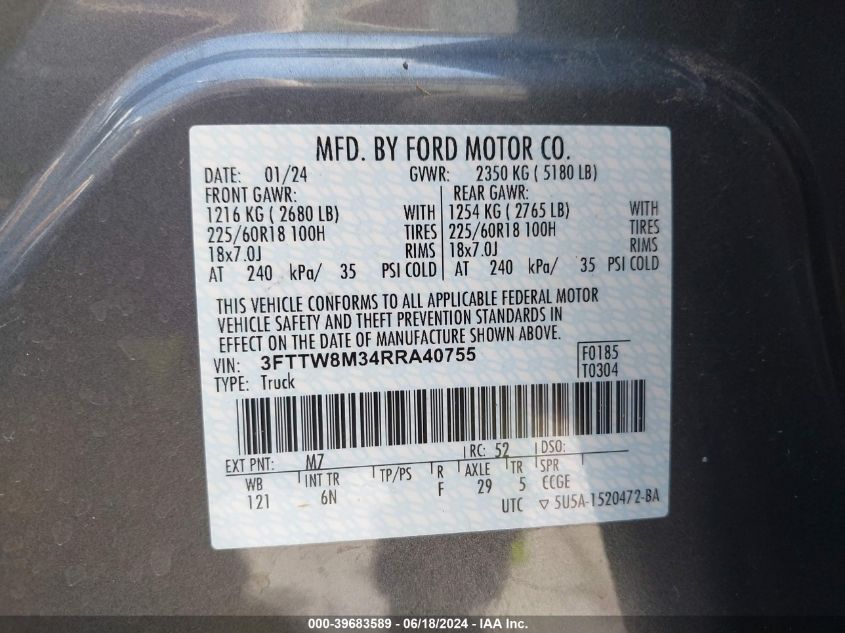 MFD. BY FORD MOTOR CO.
DATE: 01/24 GVWR: 2350 KG ( 5180 LB)
FRONT GAWR: REAR GAWR:
1216 KG ( 2680 LB) WITH 1254 KG ( 2765 LB) WITH
225/60R18 100H TIRES 225/60R18 100H TIRES
18x7.0J RIMS 18x7.0J RIMS
AT 240 kPa/ 35 PSI COLD AT 240 kPa/ 35 PSI COLD
THIS VEHICLE CONFORMS TO ALL APPLICABLE FEDERAL MOTOR
VEHICLE SAFETY AND THEFT PREVENTION STANDARDS IN
EFFECT ON THE DATE OF MANUFACTURE SHOWN ABOVE.
VIN: 3FTTW8M34RRA40755 F0185
TYPE: Truck T0304
EXT PNT: M7 RC: 52 DSO:
WB INT TR TP/PS R AXLE TR SPR
121 6N F 29 5 CCGE
UTC ▽ 5U5A-1520472-BA
000-39683589 - 06/18/2024 - IAA Inc.